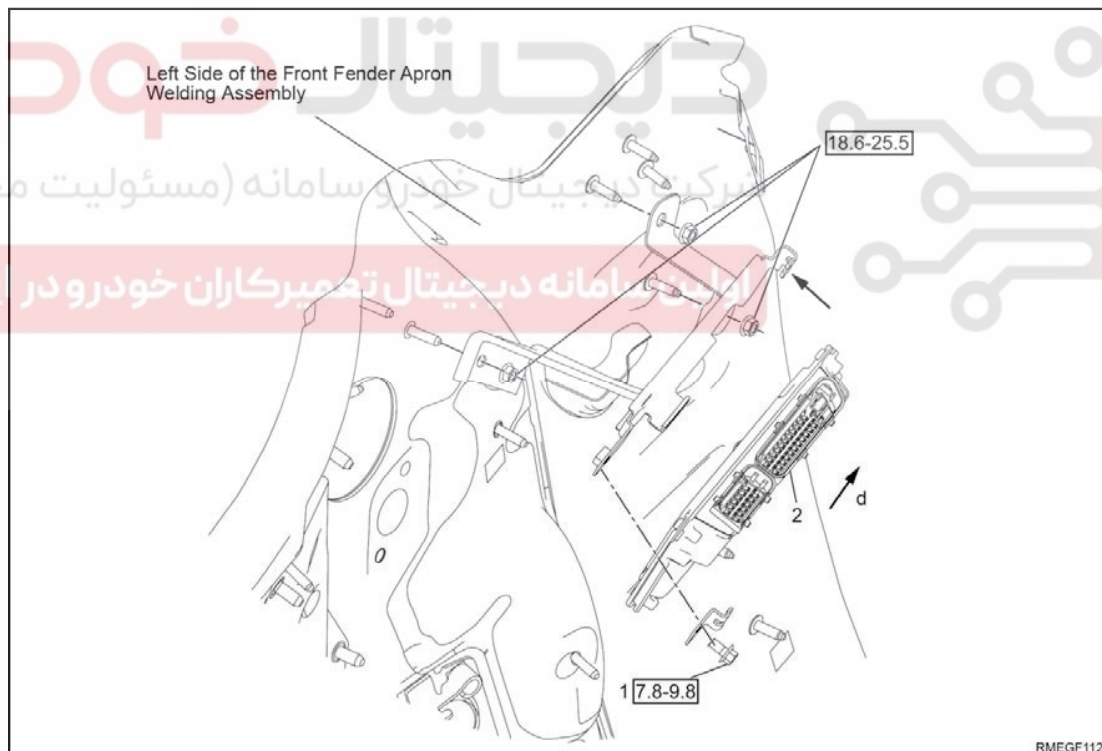 Left Side of the Front Fender Apron
Welding Assembly
دیجیتال خودرو
18.6-25.5
شرکت دیجیتال خودرو سامانه (مسئولیت
اولین سامانه دیجیتال تعمیرکاران خودرو در
2
d
1 7.8-9.8
RMEGF112